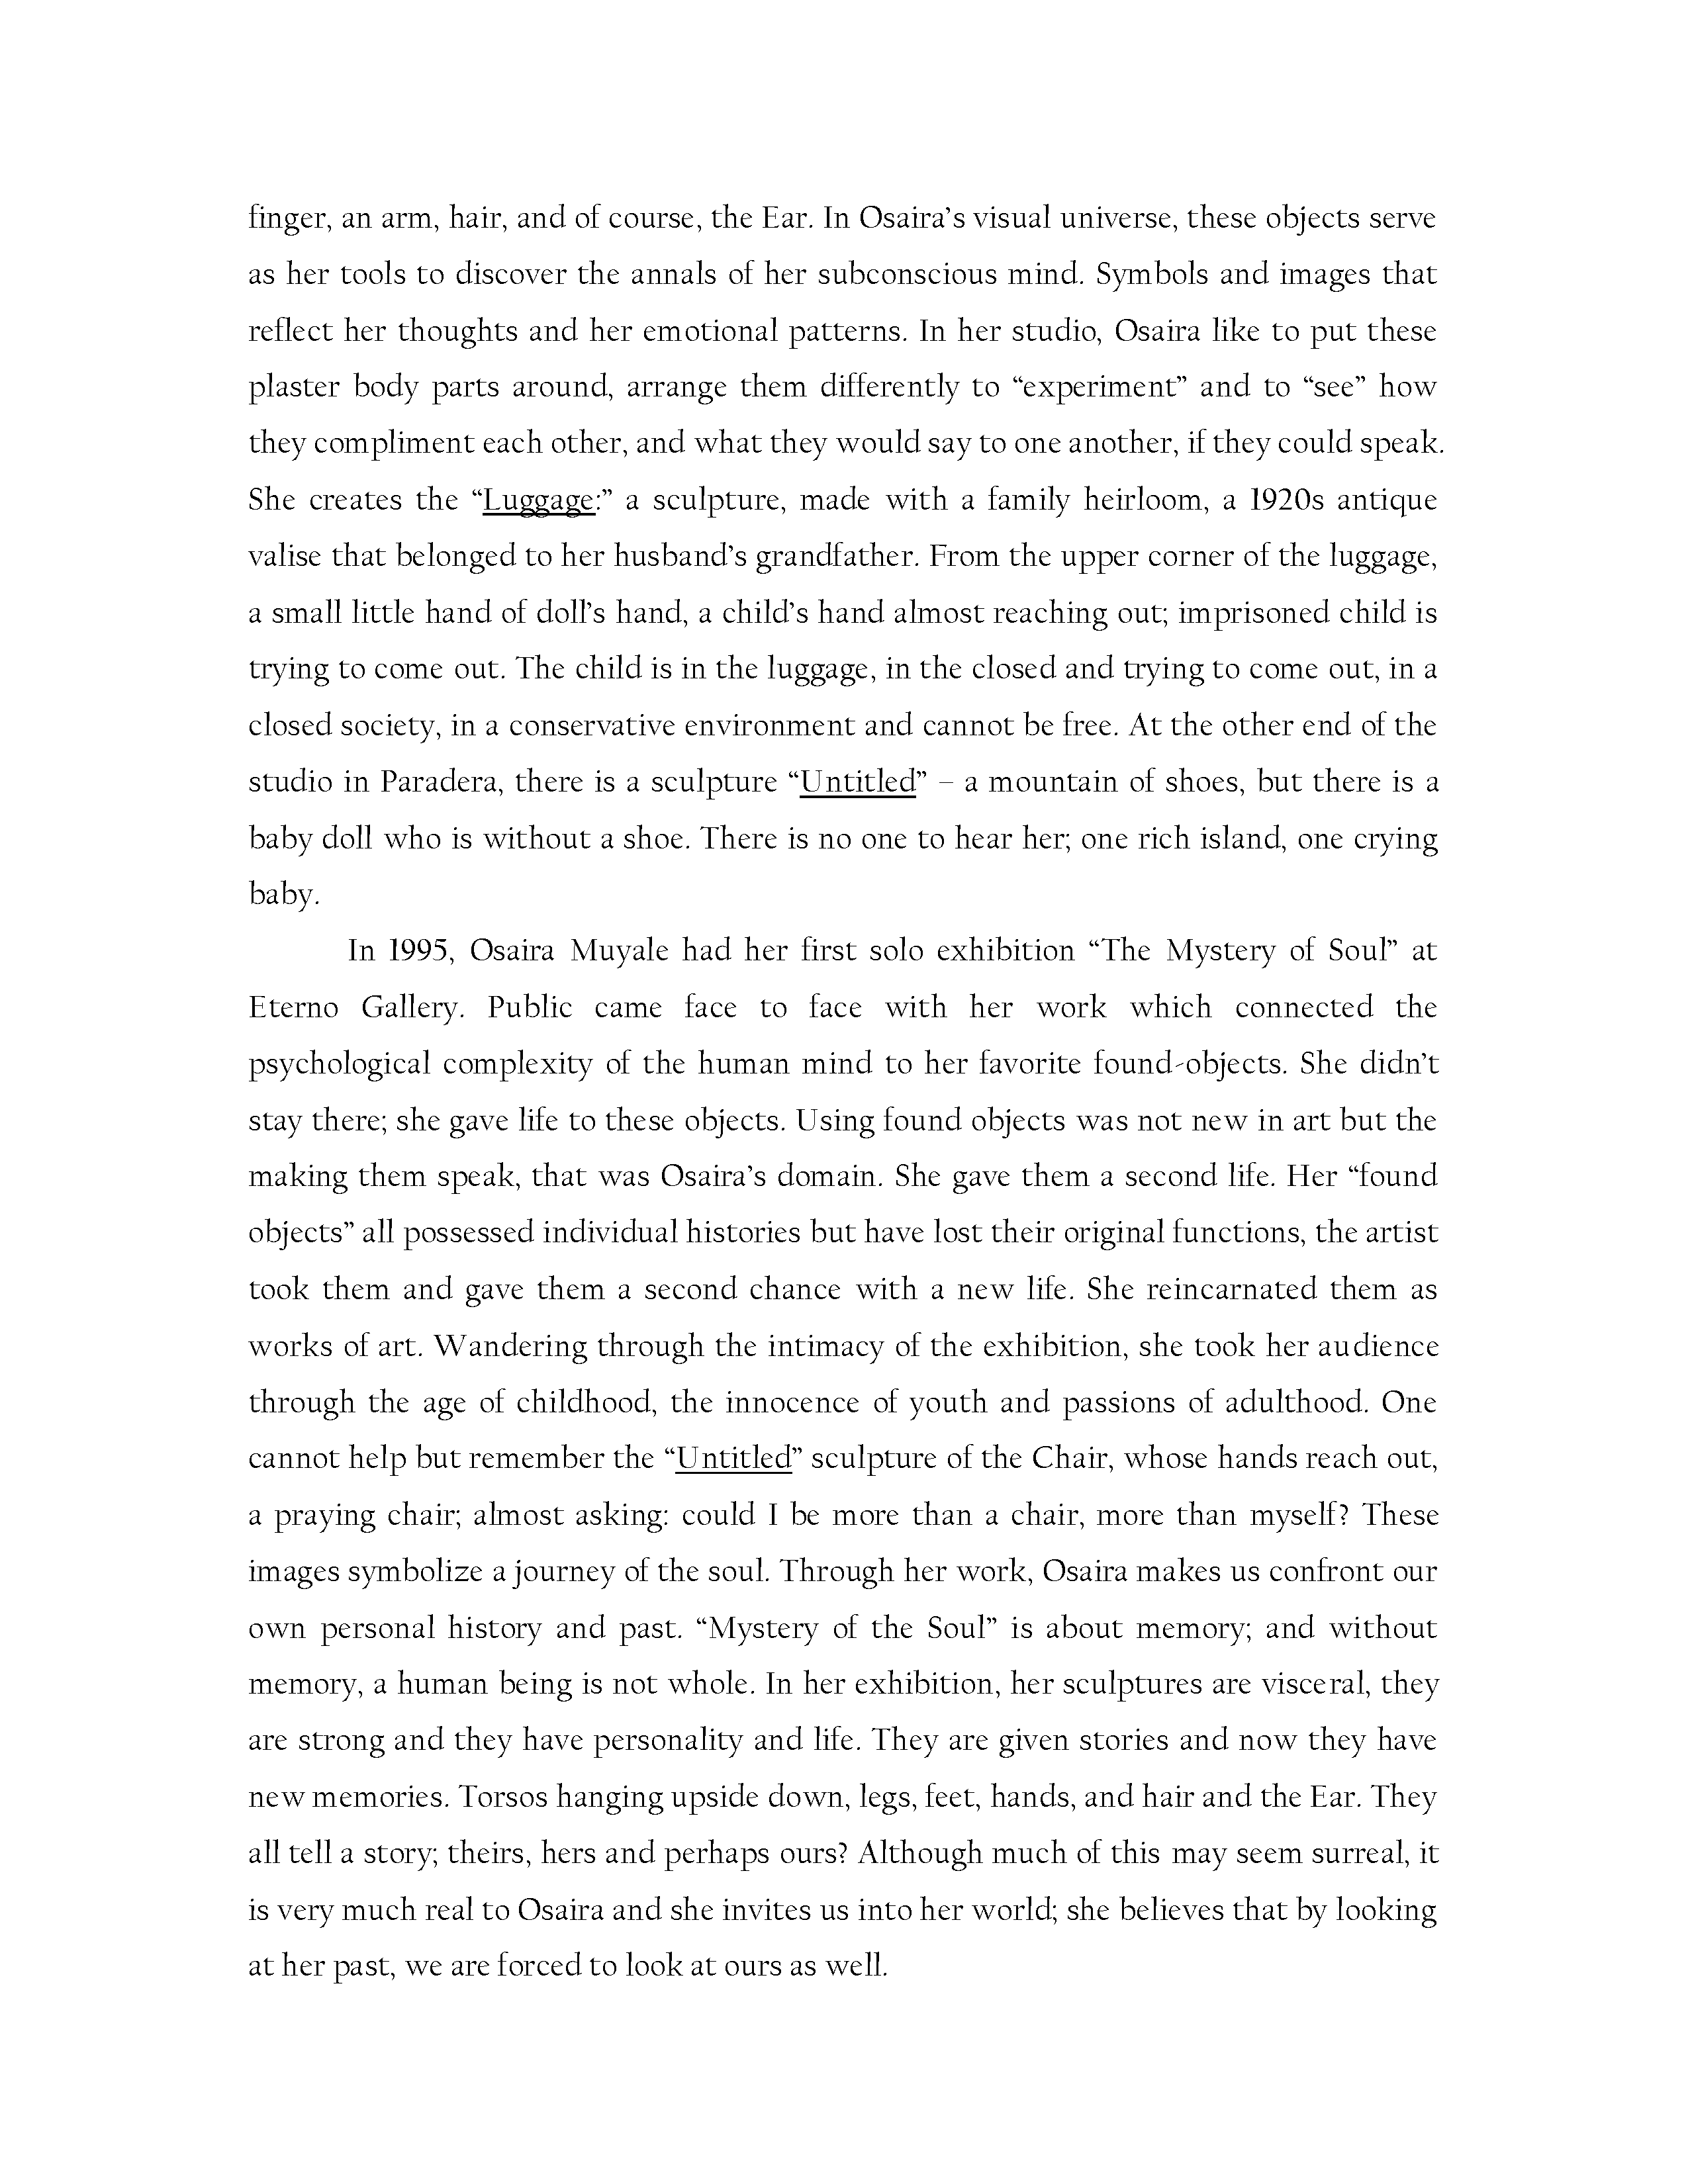 finger, an arm, hair, and of course, the Ear. In Osaira’s visual universe, these objects serve
as her tools to discover the annals of her subconscious mind. Symbols and images that
reflect her thoughts and her emotional patterns. In her studio, Osaira like to put these
plaster body parts around, arrange them differently to “experiment” and to “see” how
they compliment each other, and what they would say to one another, if they could speak.
She creates the “Luggage:” a sculpture, made with a family heirloom, a 1920s antique
valise that belonged to her husband’s grandfather. From the upper corner of the luggage,
a small little hand of doll’s hand, a child’s hand almost reaching out; imprisoned child is
trying to come out. The child is in the luggage, in the closed and trying to come out, in a
closed society, in a conservative environment and cannot be free. At the other end of the
studio in Paradera, there is a sculpture “Untitled” – a mountain of shoes, but there is a
baby doll who is without a shoe. There is no one to hear her; one rich island, one crying
baby.
In 1995, Osaira Muyale had her first solo exhibition “The Mystery of Soul” at
Eterno Gallery. Public came face to face with her work which connected the
psychological complexity of the human mind to her favorite found-objects. She didn’t
stay there; she gave life to these objects. Using found objects was not new in art but the
making them speak, that was Osaira’s domain. She gave them a second life. Her “found
objects” all possessed individual histories but have lost their original functions, the artist
took them and gave them a second chance with a new life. She reincarnated them as
works of art. Wandering through the intimacy of the exhibition, she took her audience
through the age of childhood, the innocence of youth and passions of adulthood. One
cannot help but remember the “Untitled” sculpture of the Chair, whose hands reach out,
a praying chair; almost asking: could I be more than a chair, more than myself? These
images symbolize a journey of the soul. Through her work, Osaira makes us confront our
own personal history and past. “Mystery of the Soul” is about memory; and without
memory, a human being is not whole. In her exhibition, her sculptures are visceral, they
are strong and they have personality and life. They are given stories and now they have
new memories. Torsos hanging upside down, legs, feet, hands, and hair and the Ear. They
all tell a story; theirs, hers and perhaps ours? Although much of this may seem surreal, it
is very much real to Osaira and she invites us into her world; she believes that by looking
at her past, we are forced to look at ours as well.